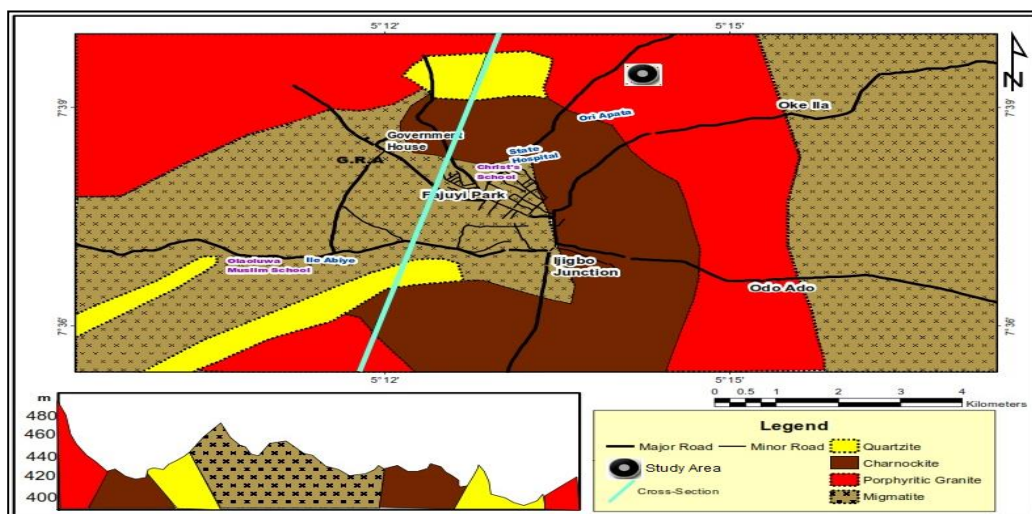 5° 12'
5° 15'
N
7°39'
7°39'
Oke Ila
Ori Apata
Government
House
G.R.A
State
Hospital
Christ's
School
Fajuyi Park
Olaoluwa
Muslim School
Ile Abiye
Ijigbo
Junction
Odo Ado
7°36'
7°36'
5° 12'
5° 15'
0 0.5 1 2 3 4
Kilometers
m
480
460
440
420
400
Legend
Major Road
Minor Road
Quartzite
Study Area
Charnockite
Porphyritic Granite
Cross-Section
Migmatite